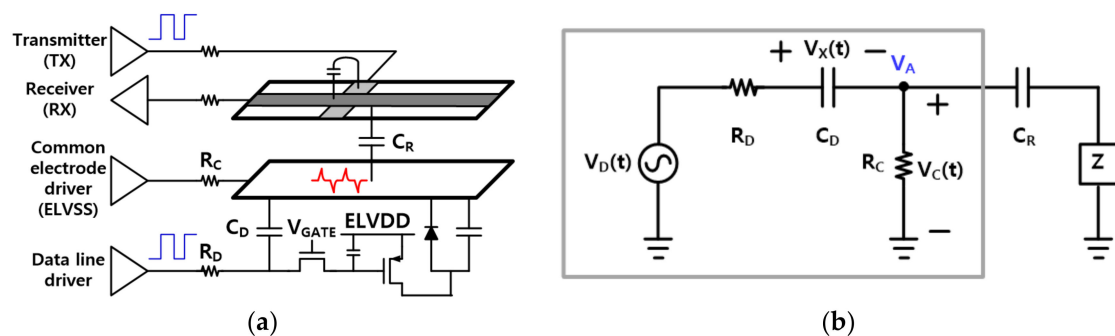 Transmitter
(TX)
Receiver
(RX)
Common
electrode
driver
(ELVSS)
Data line
driver
R_C
C_R
C_D
V_GATE
ELVDD
R_D
(a)
+ V_X(t) −
V_A
+
R_D
C_D
R_C
V_C(t)
C_R
V_D(t)
Z
−
(b)